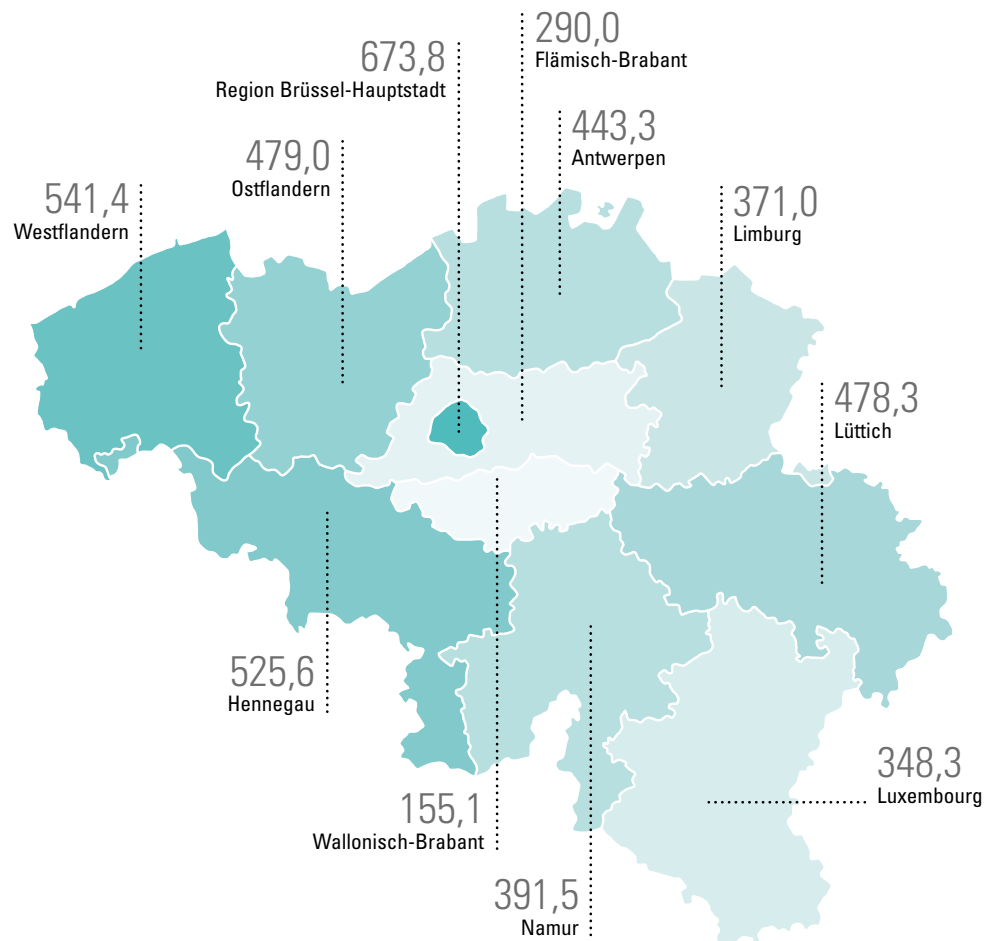 290,0
Flämisch-Brabant
673,8
Region Brüssel-Hauptstadt
443,3
Antwerpen
479,0
Ostflandern
541,4
Westflandern
371,0
Limburg
478,3
Lüttich
525,6
Hennegau
348,3
Luxembourg
155,1
Wallonisch-Brabant
391,5
Namur